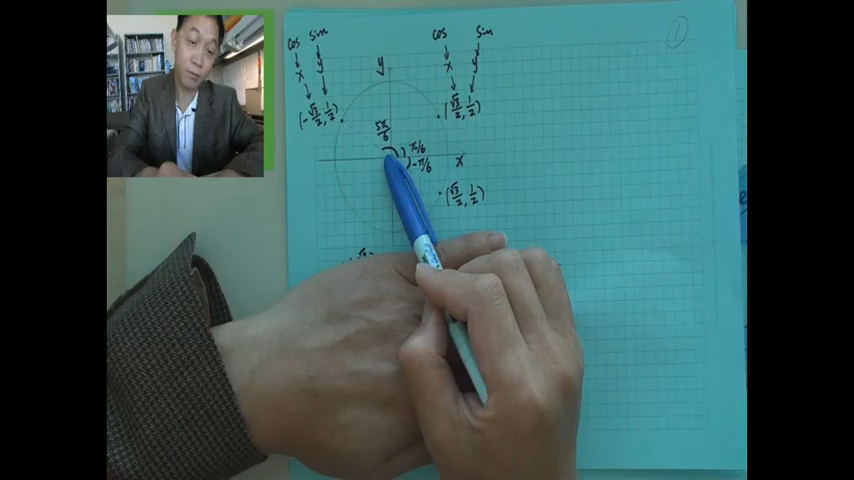 cos sin cos sin
↓ ↓ y ↓ ↓
x y x y
↓ ↓ ↓ ↓
(-√3/2, 1/2) (√3/2, 1/2)
5π/6
π/6
-π/6 x
(√3/2, 1/2)
1